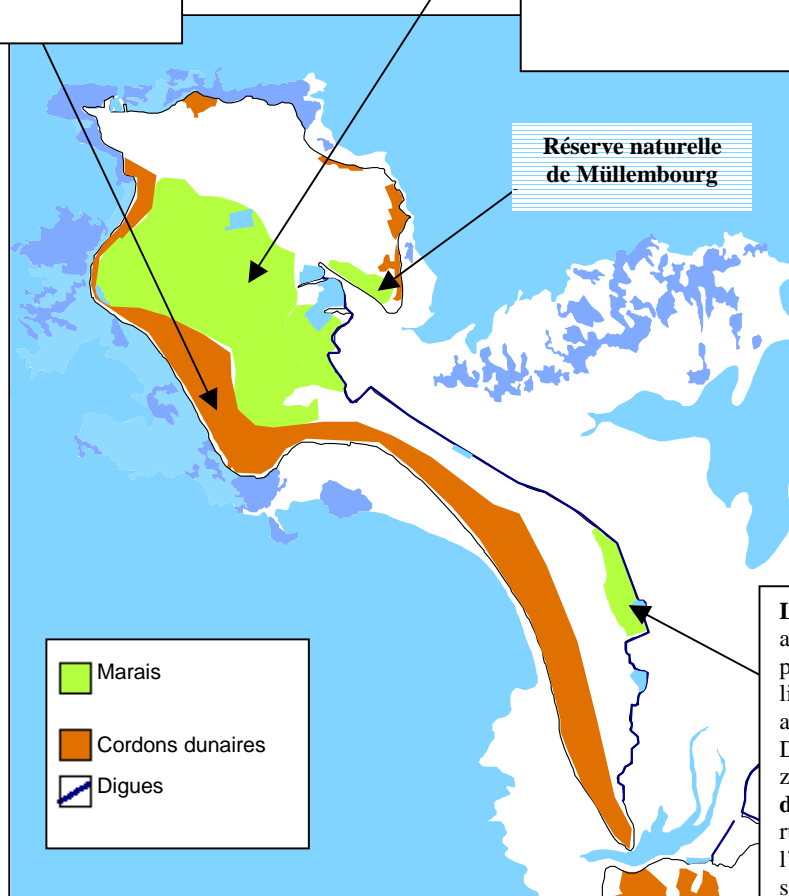 Réserve naturelle
de Müllembourg
Marais
Cordons dunaires
Digues